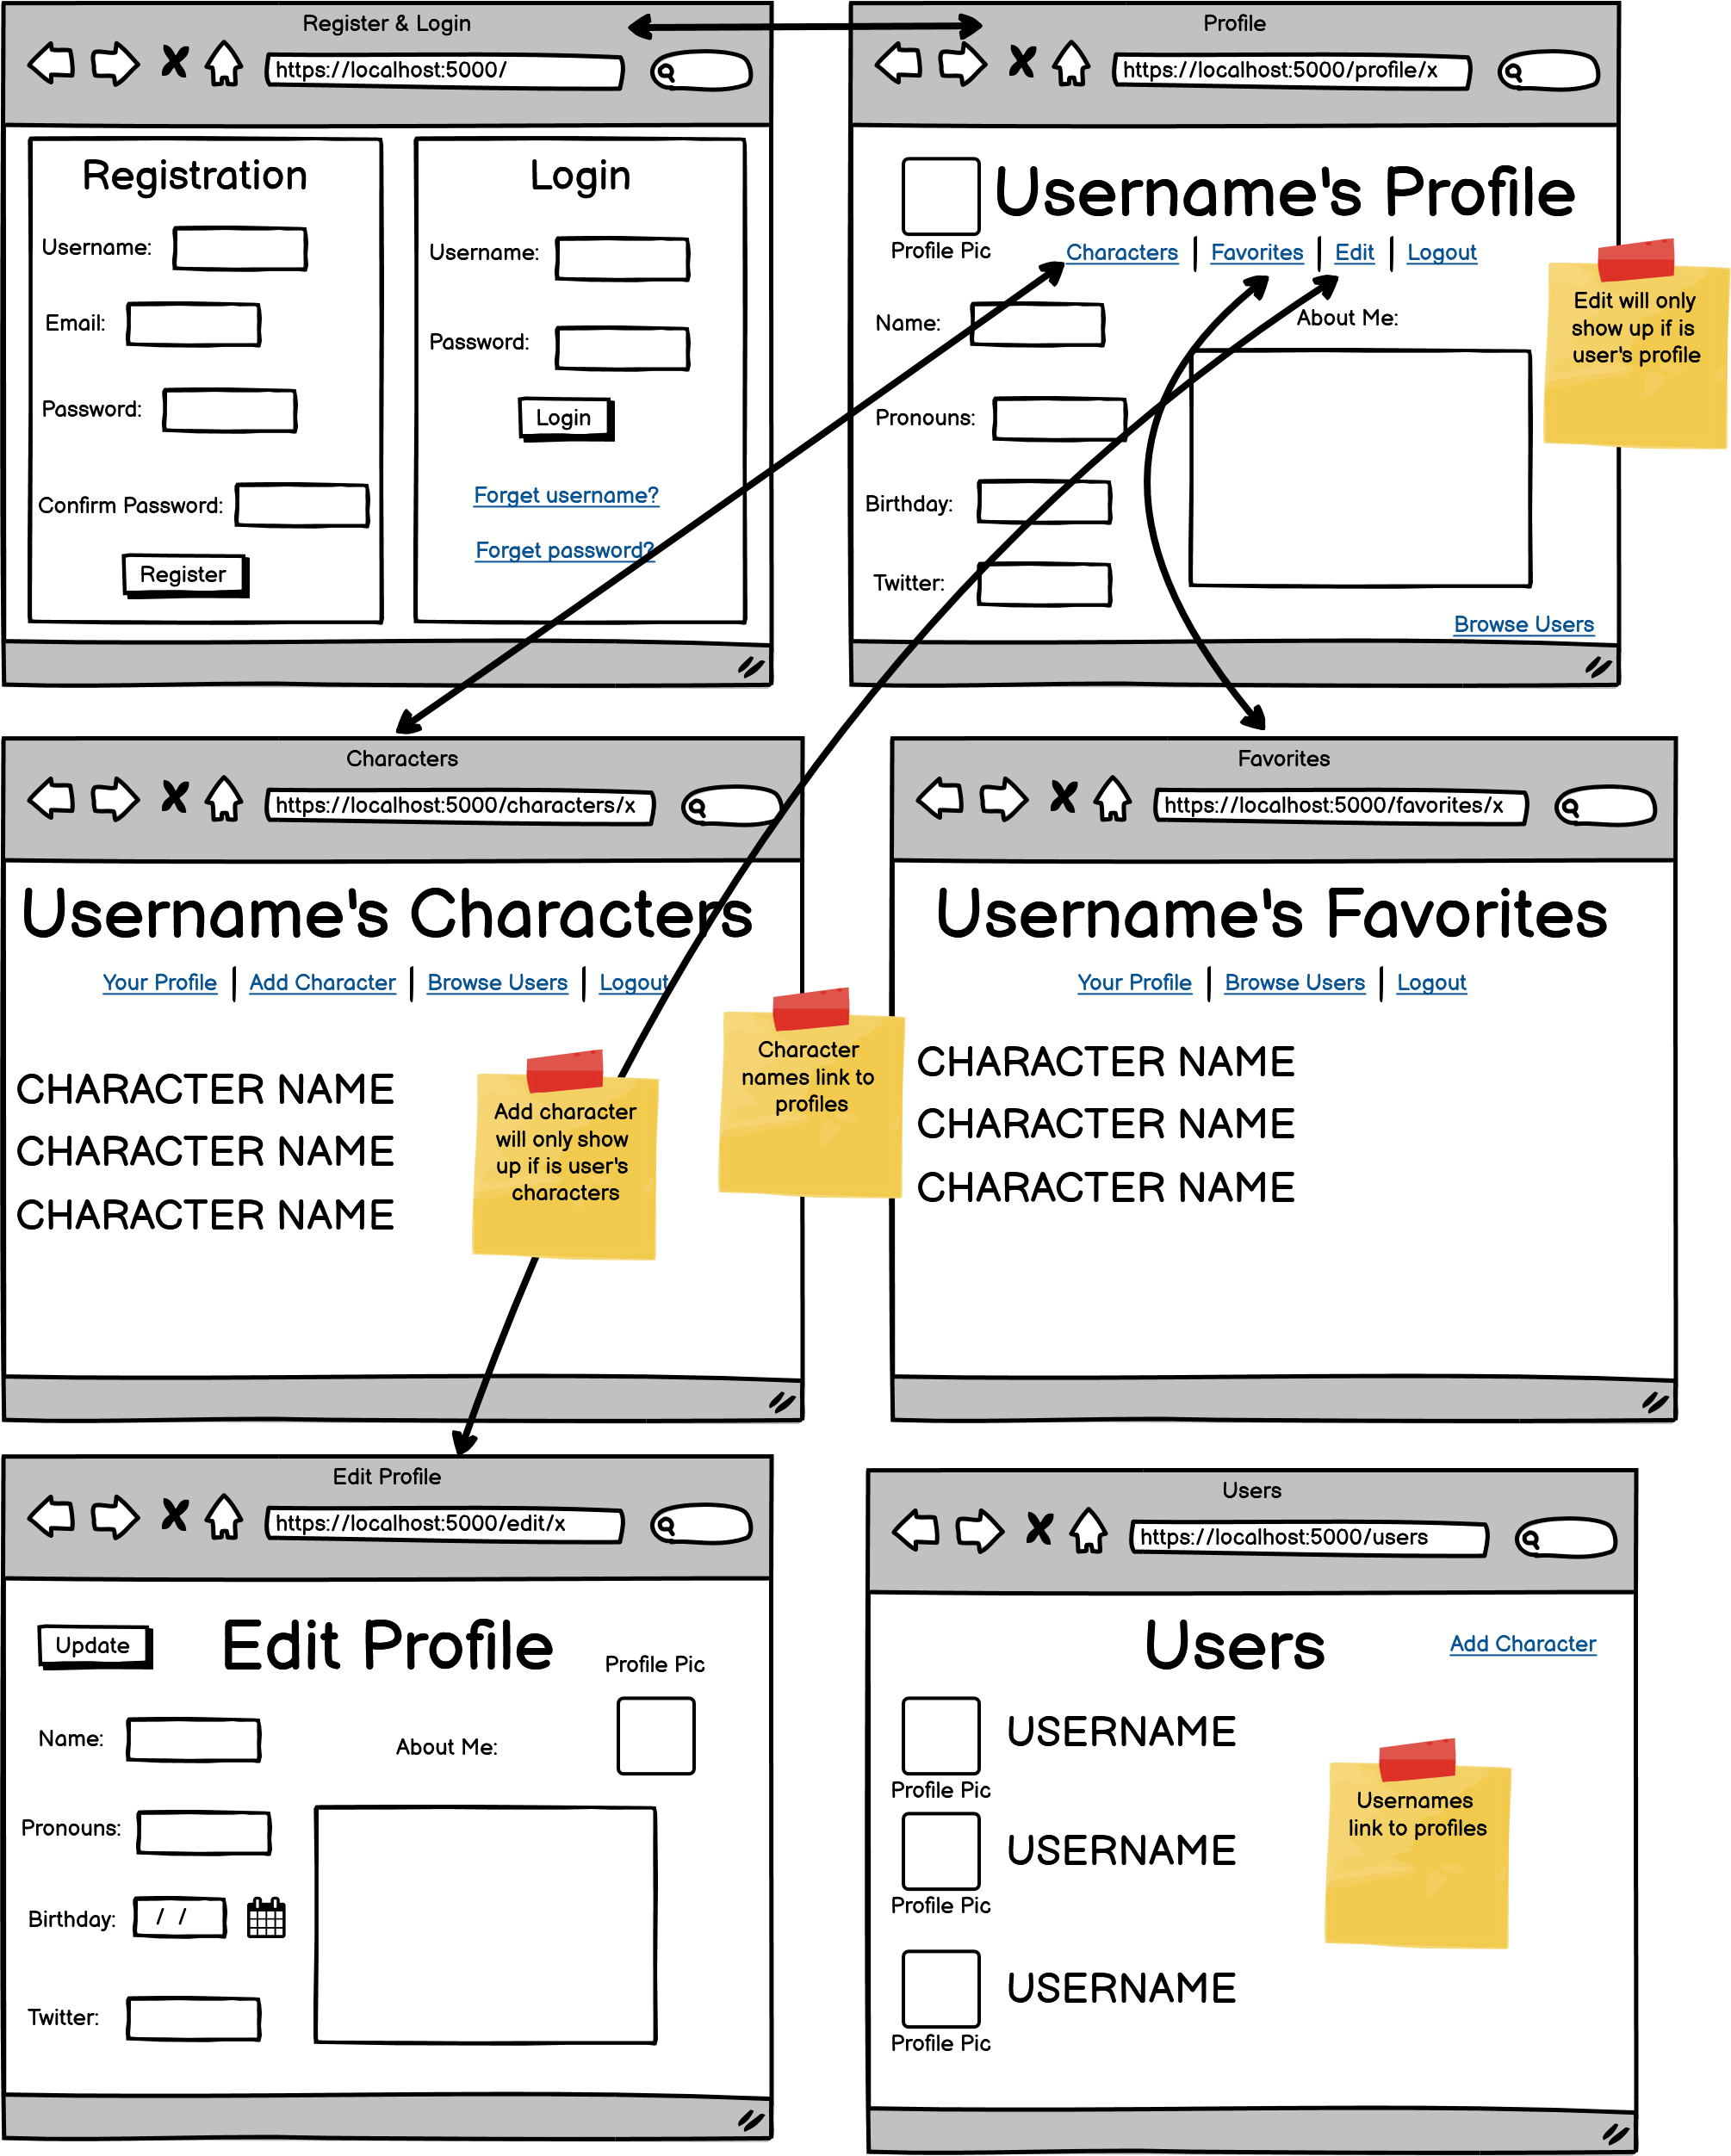 Register & Login
https://localhost:5000/
Registration
Username:
Email:
Password:
Confirm Password:
Register
Login
Username:
Password:
Login
Forget username?
Forget password?
Profile
https://localhost:5000/profile/x
Profile Pic
Username's Profile
Characters | Favorites | Edit | Logout
Name:
Pronouns:
Birthday:
Twitter:
About Me:
Browse Users
Edit will only
show up if is
user's profile
Characters
https://localhost:5000/characters/x
Username's Characters
Your Profile | Add Character | Browse Users | Logout
CHARACTER NAME
CHARACTER NAME
CHARACTER NAME
Add character
will only show
up if is user's
characters
Character
names link to
profiles
Favorites
https://localhost:5000/favorites/x
Username's Favorites
Your Profile | Browse Users | Logout
CHARACTER NAME
CHARACTER NAME
CHARACTER NAME
Edit Profile
https://localhost:5000/edit/x
Update
Edit Profile
Profile Pic
Name:
About Me:
Pronouns:
Birthday: / /
Twitter:
Users
https://localhost:5000/users
Users
Add Character
USERNAME
Profile Pic
USERNAME
Profile Pic
USERNAME
Profile Pic
Usernames
link to profiles